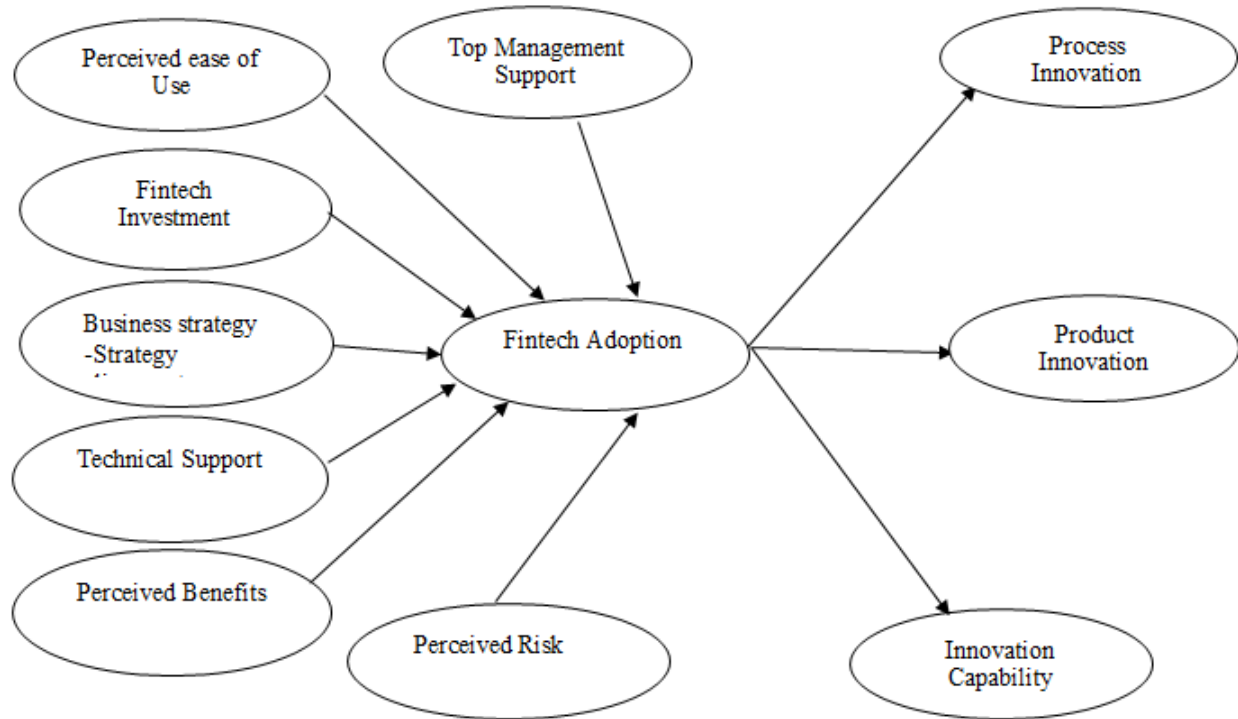 Perceived ease of
Use
Top Management
Support
Process
Innovation
Fintech
Investment
Business strategy
-Strategy
Fintech Adoption
Product
Innovation
Technical Support
Perceived Benefits
Perceived Risk
Innovation
Capability